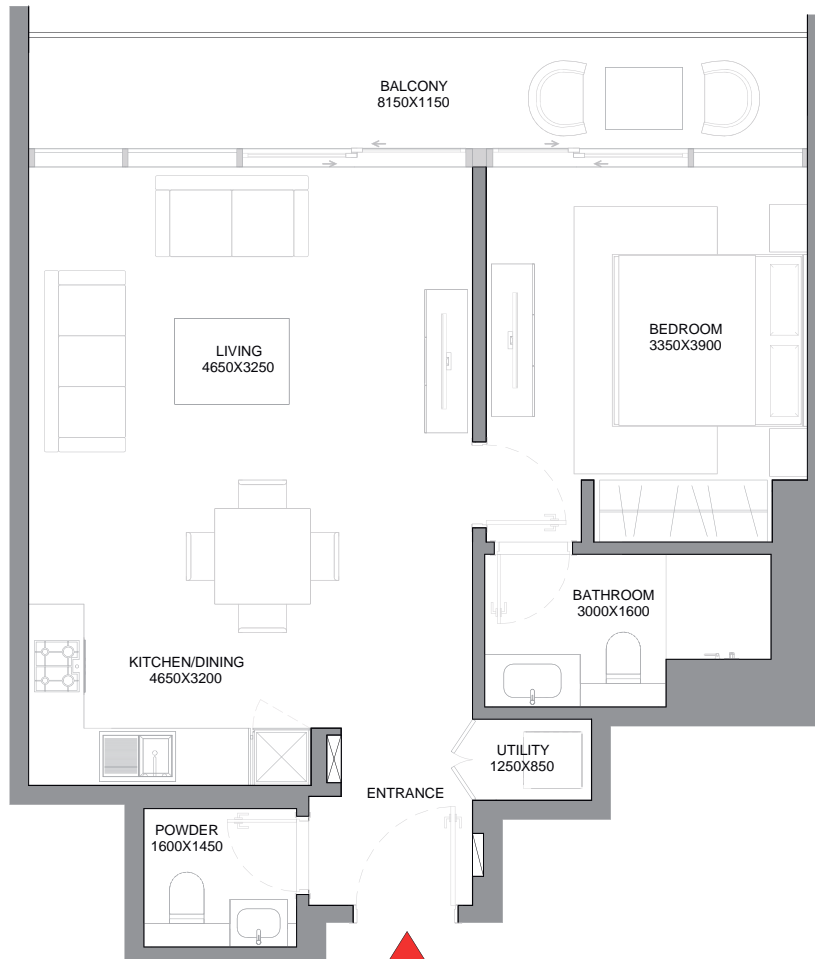 BALCONY
8150X1150
LIVING
4650X3250
BEDROOM
3350X3900
BATHROOM
3000X1600
KITCHEN/DINING
4650X3200
UTILITY
1250X850
ENTRANCE
POWDER
1600X1450